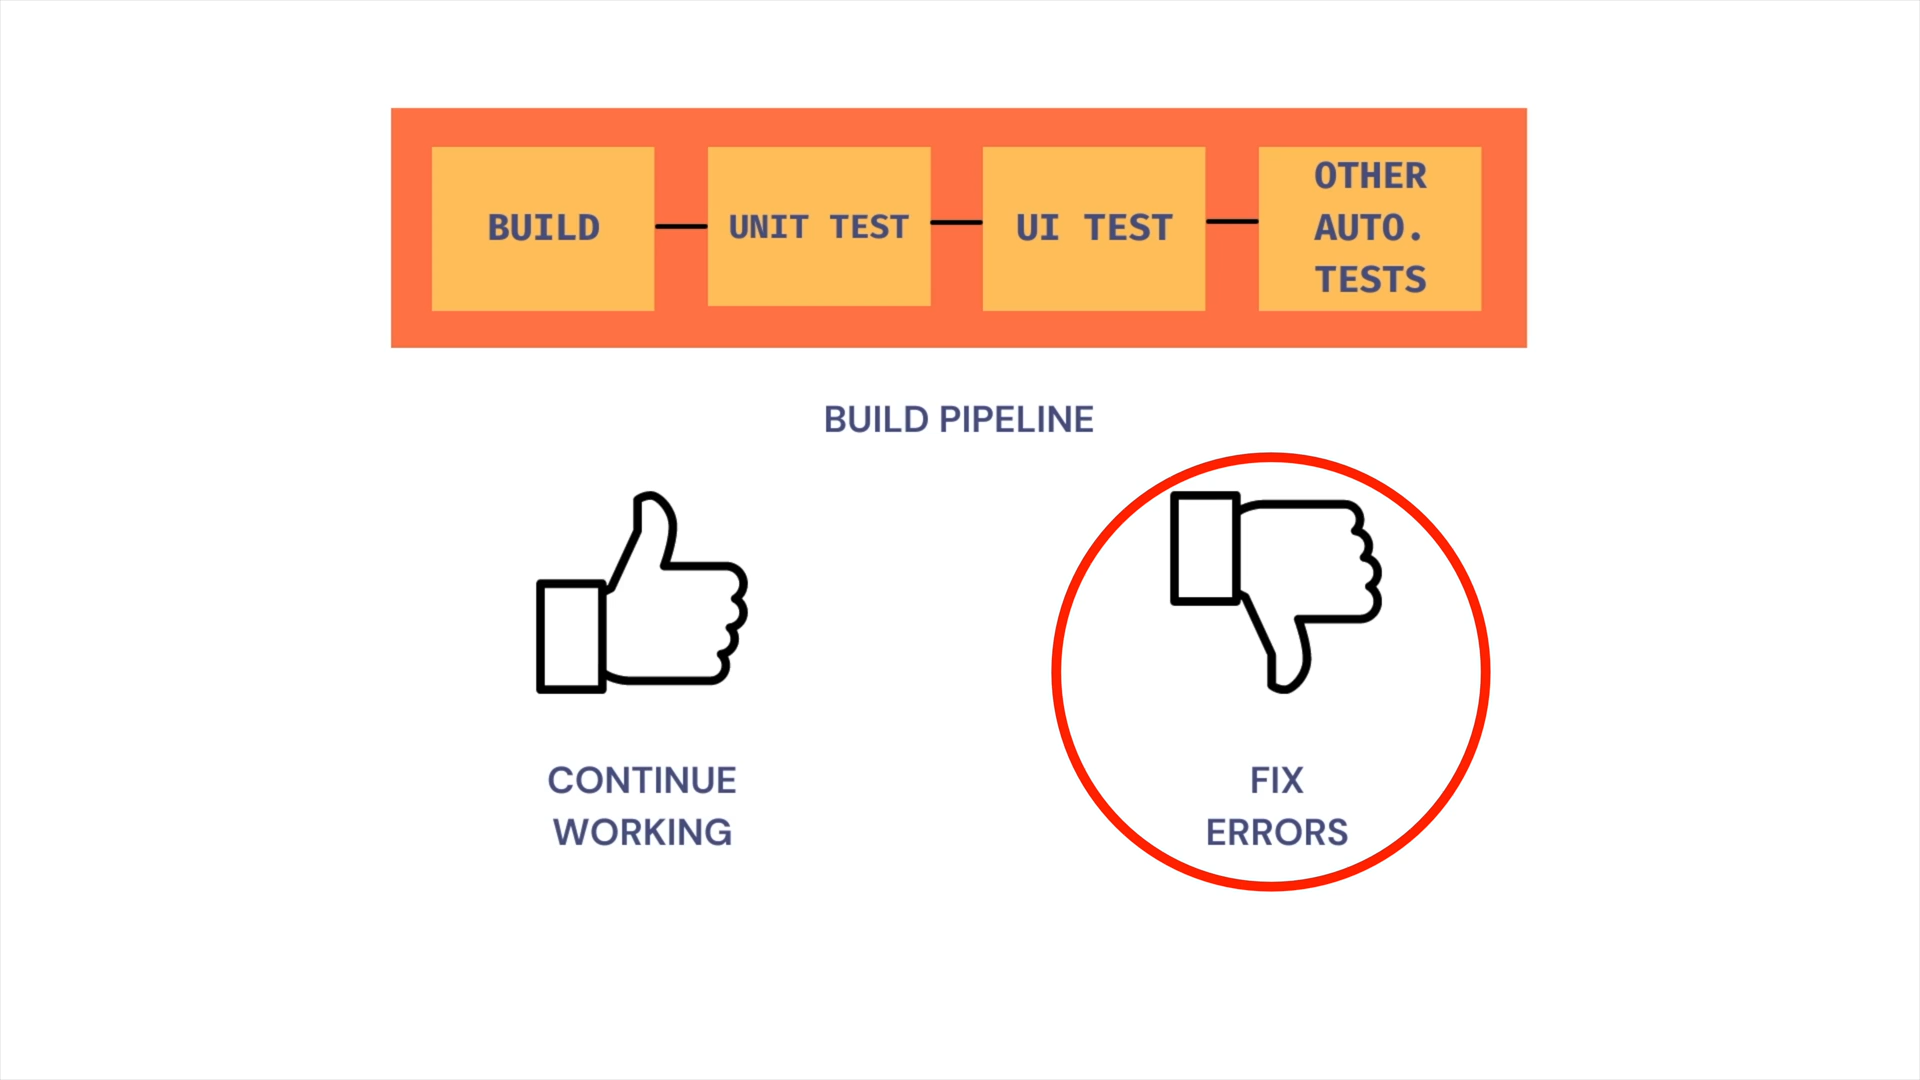 BUILD
UNIT TEST
UI TEST
OTHER
AUTO.
TESTS
BUILD PIPELINE
CONTINUE
WORKING
FIX
ERRORS